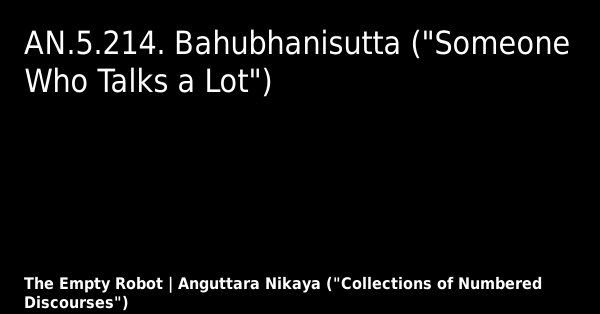 AN.5.214. Bahubhanisutta ("Someone
Who Talks a Lot")
The Empty Robot | Anguttara Nikaya ("Collections of Numbered
Discourses")